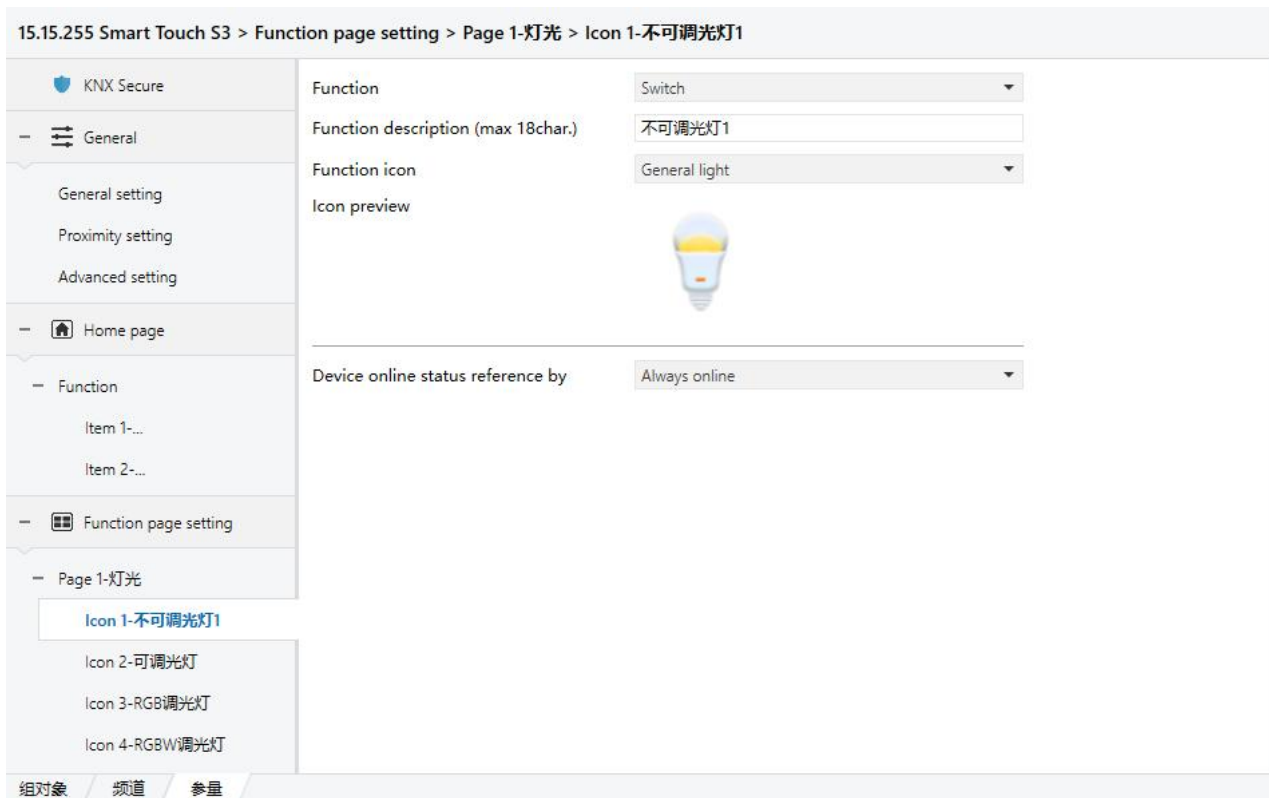 15.15.255 Smart Touch S3 > Function page setting > Page 1-灯光 > Icon 1-不可调光灯1
KNX Secure
General
General setting
Proximity setting
Advanced setting
Home page
Function
Item 1-...
Item 2-...
Function page setting
Page 1-灯光
Icon 1-不可调光灯1
Icon 2-可调光灯
Icon 3-RGB调光灯
Icon 4-RGBW调光灯
Function Switch
Function description (max 18char.) 不可调光灯1
Function icon General light
Icon preview
Device online status reference by Always online
组对象 频道 参量